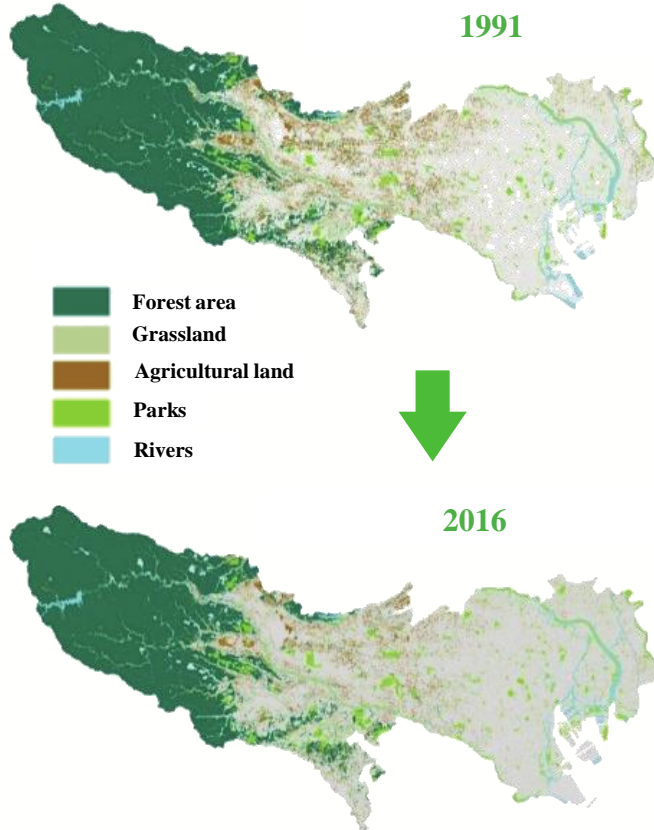 1991
Forest area
Grassland
Agricultural land
Parks
Rivers
2016